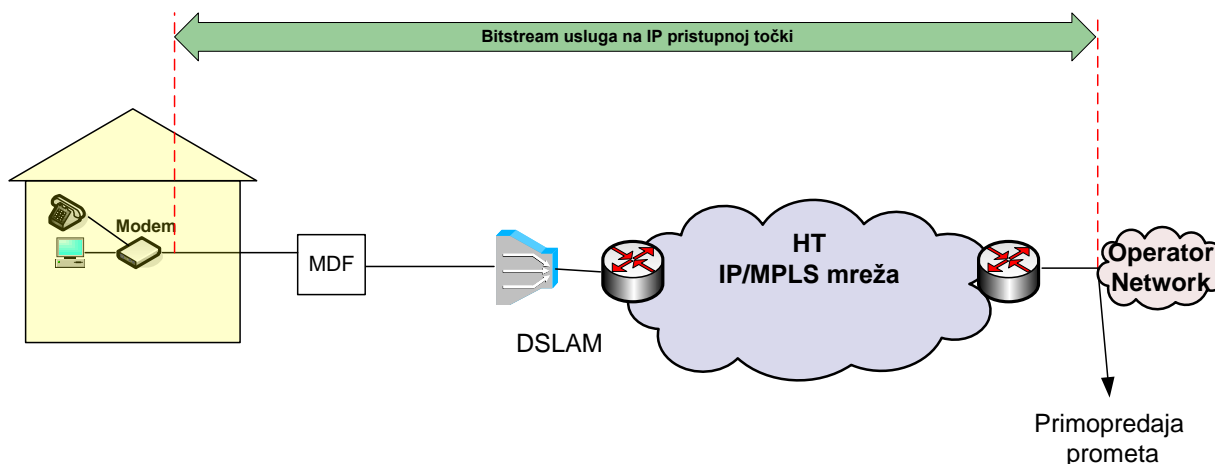 Bitstream usluga na IP pristupnoj točki
Modem
MDF
DSLAM
HT
IP/MPLS mreža
Operator
Network
Primopredaja
prometa